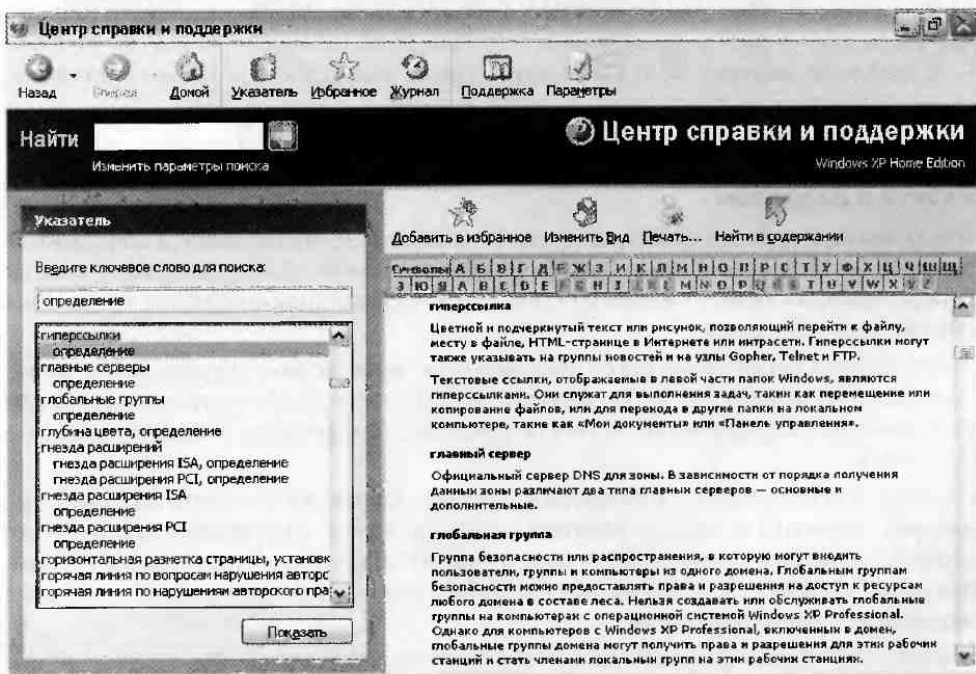 Центр справки и поддержки
Назад Вперед Домой Указатель Избранное Журнал Поддержка Параметры
Найти
Изменить параметры поиска
Центр справки и поддержки
Windows XP Home Edition
Указатель
Введите ключевое слово для поиска:
определение
гиперссылки
определение
главные серверы
определение
глобальные группы
определение
глубина цвета, определение
гнезда расширений
гнезда расширения ISA, определение
гнезда расширения PCI, определение
гнезда расширения ISA
определение
гнезда расширения PCI
определение
горизонтальная разметка страницы, установк
горячая линия по вопросам нарушения авторс
горячая линия по нарушениям авторского пра
Показать
Добавить в избранное Изменить Вид Печать... Найти в содержании
Символы А Б В Г Д Е Ж З И К Л М Н О П Р С Т У Ф Х Ц Ч Ш Щ
Э Ю Я A B C D E F G H I J K L M N O P Q R S T U V W X Y Z
гиперссылка
Цветной и подчеркнутый текст или рисунок, позволяющий перейти к файлу,
месту в файле, HTML-странице в Интернете или интрасети. Гиперссылки могут
также указывать на группы новостей и на узлы Gopher, Telnet и FTP.
Текстовые ссылки, отображаемые в левой части папок Windows, являются
гиперссылками. Они служат для выполнения задач, таких как перемещение или
копирование файлов, или для перехода в другие папки на локальном
компьютере, такие как «Мои документы» или «Панель управления».
главный сервер
Официальный сервер DNS для зоны. В зависимости от порядка получения
данных зоны различают два типа главных серверов — основные и
дополнительные.
глобальная группа
Группа безопасности или распространения, в которую могут входить
пользователи, группы и компьютеры из одного домена. Глобальным группам
безопасности можно предоставлять права и разрешения на доступ к ресурсам
любого домена в составе леса. Нельзя создавать или обслуживать глобальные
группы на компьютерах с операционной системой Windows XP Professional.
Однако для компьютеров с Windows XP Professional, включенных в домен,
глобальные группы домена могут получить права и разрешения для этих рабочих
станций и стать членами локальных групп на этих рабочих станциях.